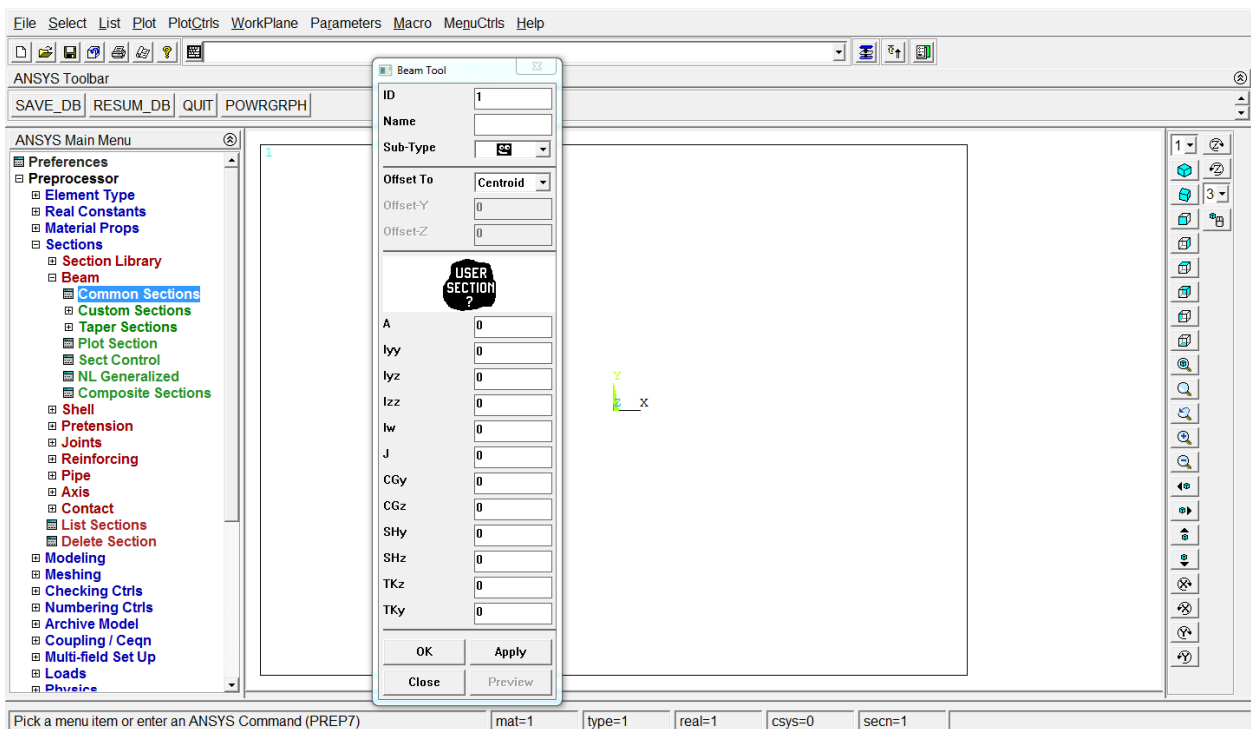 File Select List Plot PlotCtrls WorkPlane Parameters Macro MenuCtrls Help
ANSYS Toolbar
SAVE_DB RESUM_DB QUIT POWRGRPH
ANSYS Main Menu
Preferences
Preprocessor
Element Type
Real Constants
Material Props
Sections
Section Library
Beam
Common Sections
Custom Sections
Taper Sections
Plot Section
Sect Control
NL Generalized
Composite Sections
Shell
Pretension
Joints
Reinforcing
Pipe
Axis
Contact
List Sections
Delete Section
Modeling
Meshing
Checking Ctrls
Numbering Ctrls
Archive Model
Coupling / Ceqn
Multi-field Set Up
Loads
Physics
1
Beam Tool
ID 1
Name
Sub-Type
Offset To Centroid
Offset-Y 0
Offset-Z 0
USER
SECTION
?
A 0
Iyy 0
Iyz 0
Izz 0
Iw 0
J 0
CGy 0
CGz 0
SHy 0
SHz 0
TKz 0
TKy 0
OK Apply
Close Preview
Y
Z X
1
3
Pick a menu item or enter an ANSYS Command (PREP7) mat=1 type=1 real=1 csys=0 secn=1